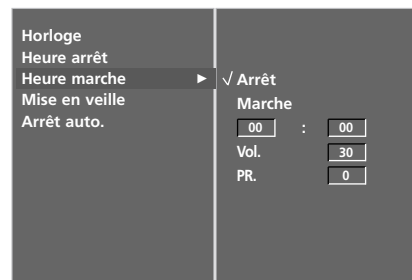 Horloge
Heure arrêt
Heure marche ►
Mise en veille
Arrêt auto.
√ Arrêt
Marche
00 : 00
Vol. 30
PR. 0